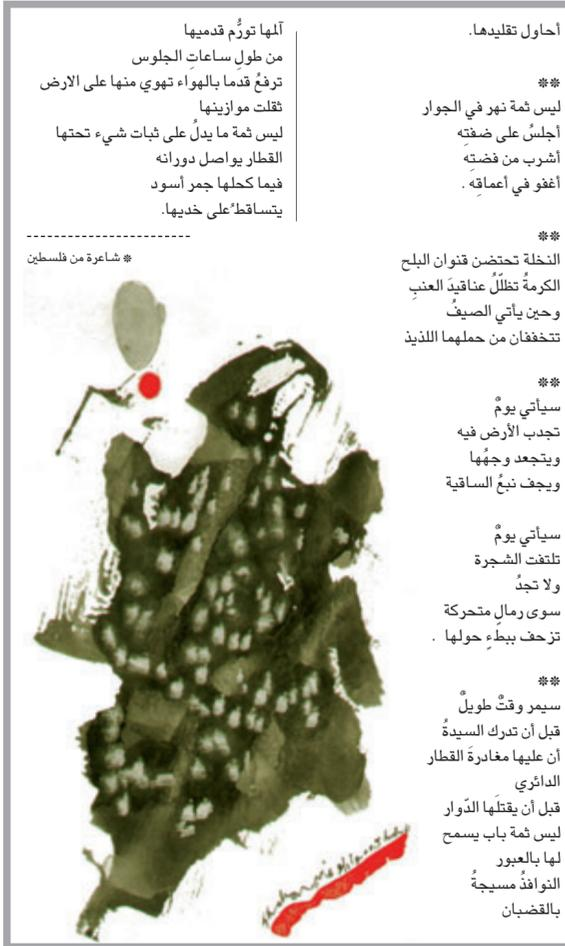 أحاول تقليدها.
**
ليس ثمة نهر في الجوار
أجلسُ على ضفتِه
أشرب من فضتِه
أغفو في أعماقِه .
**
النخلة تحتضن قنوان البلح
الكرمةُ تظلّلُ عناقيدَ العنبِ
وحين يأتي الصيفُ
تتخففان من حملهما اللذيذ
**
سيأتي يومٌ
تجدب الأرض فيه
ويتجعد وجهُها
ويجف نبعُ الساقية
سيأتي يومٌ
تلتفت الشجرة
ولا تجدُ
سوى رمالٍ متحركة
تزحف ببطءٍ حولها .
**
سيمر وقتٌ طويلٌ
قبل أن تدرك السيدةُ
أن عليها مغادرةَ القطار
الدائري
قبل أن يقتلَها الدّوار
ليس ثمة باب يسمح
لها بالعبور
النوافذُ مسيجةُ
بالقضبان
آلمها تورُّم قدميها
من طولِ ساعاتِ الجلوس
ترفعُ قدما بالهواء تهوي منها على الارض
ثقلت موازينها
ليس ثمة ما يدلُ على ثبات شيء تحتها
القطار يواصل دورانه
فيما كحلها جمر أسود
يتساقطُ على خديها.
------------------------
* شاعرة من فلسطين